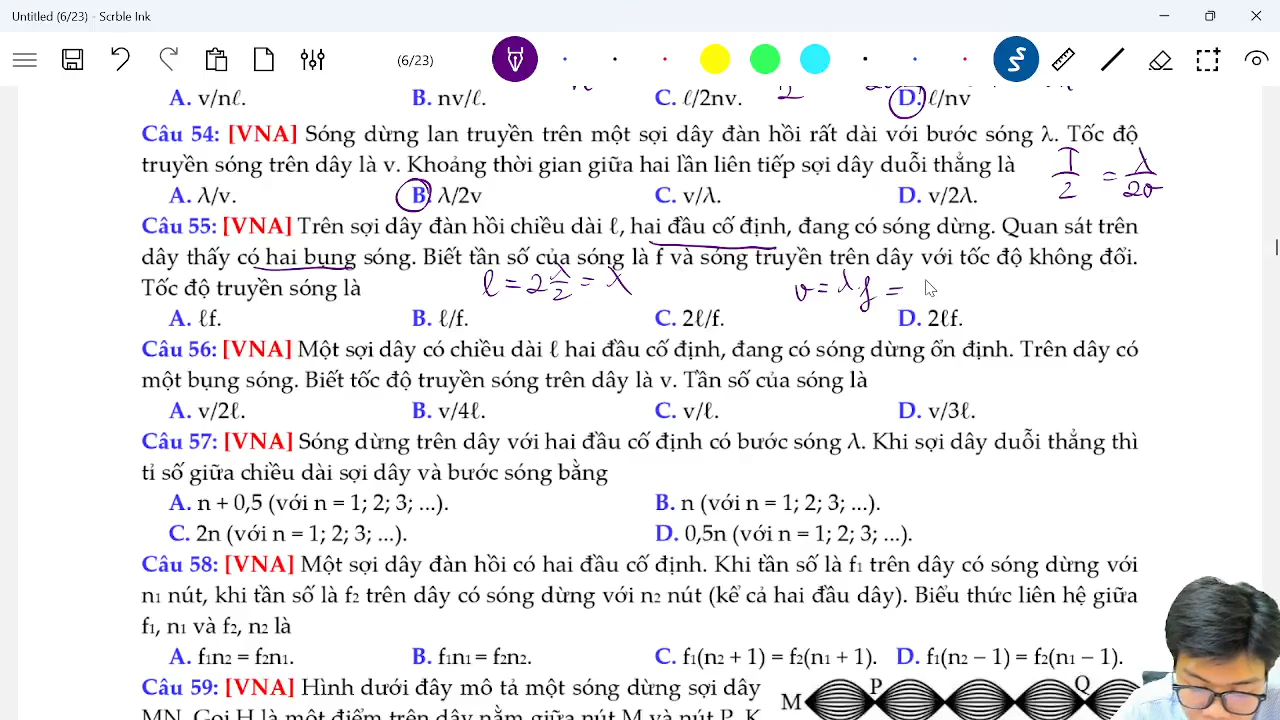 Untitled (6/23) - Scrble Ink
(6/23)
A. v/nℓ. B. nv/ℓ. C. ℓ/2nv. D. ℓ/nv
Câu 54: [VNA] Sóng dừng lan truyền trên một sợi dây đàn hồi rất dài với bước sóng λ. Tốc độ
truyền sóng trên dây là v. Khoảng thời gian giữa hai lần liên tiếp sợi dây duỗi thẳng là
T/2 = λ/2v
A. λ/v. B. λ/2v C. v/λ. D. v/2λ.
Câu 55: [VNA] Trên sợi dây đàn hồi chiều dài ℓ, hai đầu cố định, đang có sóng dừng. Quan sát trên
dây thấy có hai bụng sóng. Biết tần số của sóng là f và sóng truyền trên dây với tốc độ không đổi.
Tốc độ truyền sóng là ℓ = 2 λ/2 = λ v = λ.f =
A. ℓf. B. ℓ/f. C. 2ℓ/f. D. 2ℓf.
Câu 56: [VNA] Một sợi dây có chiều dài ℓ hai đầu cố định, đang có sóng dừng ổn định. Trên dây có
một bụng sóng. Biết tốc độ truyền sóng trên dây là v. Tần số của sóng là
A. v/2ℓ. B. v/4ℓ. C. v/ℓ. D. v/3ℓ.
Câu 57: [VNA] Sóng dừng trên dây với hai đầu cố định có bước sóng λ. Khi sợi dây duỗi thẳng thì
tỉ số giữa chiều dài sợi dây và bước sóng bằng
A. n + 0,5 (với n = 1; 2; 3; ...). B. n (với n = 1; 2; 3; ...).
C. 2n (với n = 1; 2; 3; ...). D. 0,5n (với n = 1; 2; 3; ...).
Câu 58: [VNA] Một sợi dây đàn hồi có hai đầu cố định. Khi tần số là f₁ trên dây có sóng dừng với
n₁ nút, khi tần số là f₂ trên dây có sóng dừng với n₂ nút (kể cả hai đầu dây). Biểu thức liên hệ giữa
f₁, n₁ và f₂, n₂ là
A. f₁n₂ = f₂n₁. B. f₁n₁ = f₂n₂. C. f₁(n₂ + 1) = f₂(n₁ + 1). D. f₁(n₂ − 1) = f₂(n₁ − 1).
Câu 59: [VNA] Hình dưới đây mô tả một sóng dừng sợi dây
M P Q
MN. Gọi H là một điểm trên dây nằm giữa nút M và nút P, K